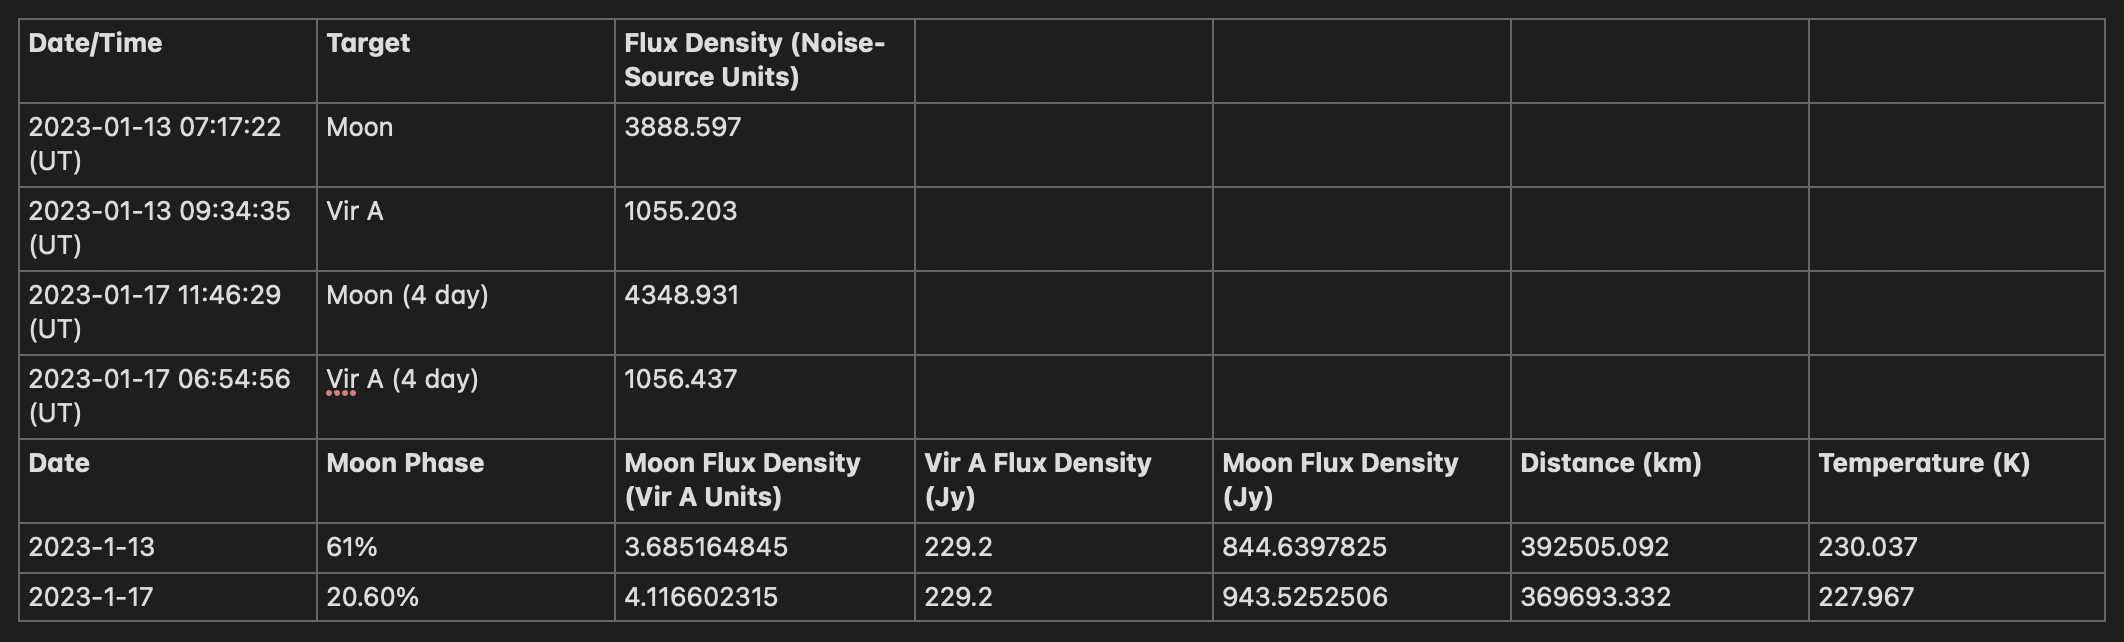 Date/Time Target Flux Density (Noise-
Source Units)
2023-01-13 07:17:22 Moon 3888.597
(UT)
2023-01-13 09:34:35 Vir A 1055.203
(UT)
2023-01-17 11:46:29 Moon (4 day) 4348.931
(UT)
2023-01-17 06:54:56 Vir A (4 day) 1056.437
(UT)
Date Moon Phase Moon Flux Density Vir A Flux Density Moon Flux Density Distance (km) Temperature (K)
(Vir A Units) (Jy) (Jy)
2023-1-13 61% 3.685164845 229.2 844.6397825 392505.092 230.037
2023-1-17 20.60% 4.116602315 229.2 943.5252506 369693.332 227.967